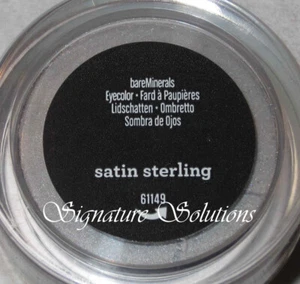 bareMinerals
Eyecolor • Fard à Paupières
Lidschatten • Ombretto
Sombra de Ojos
satin sterling
61149
Signature Solutions